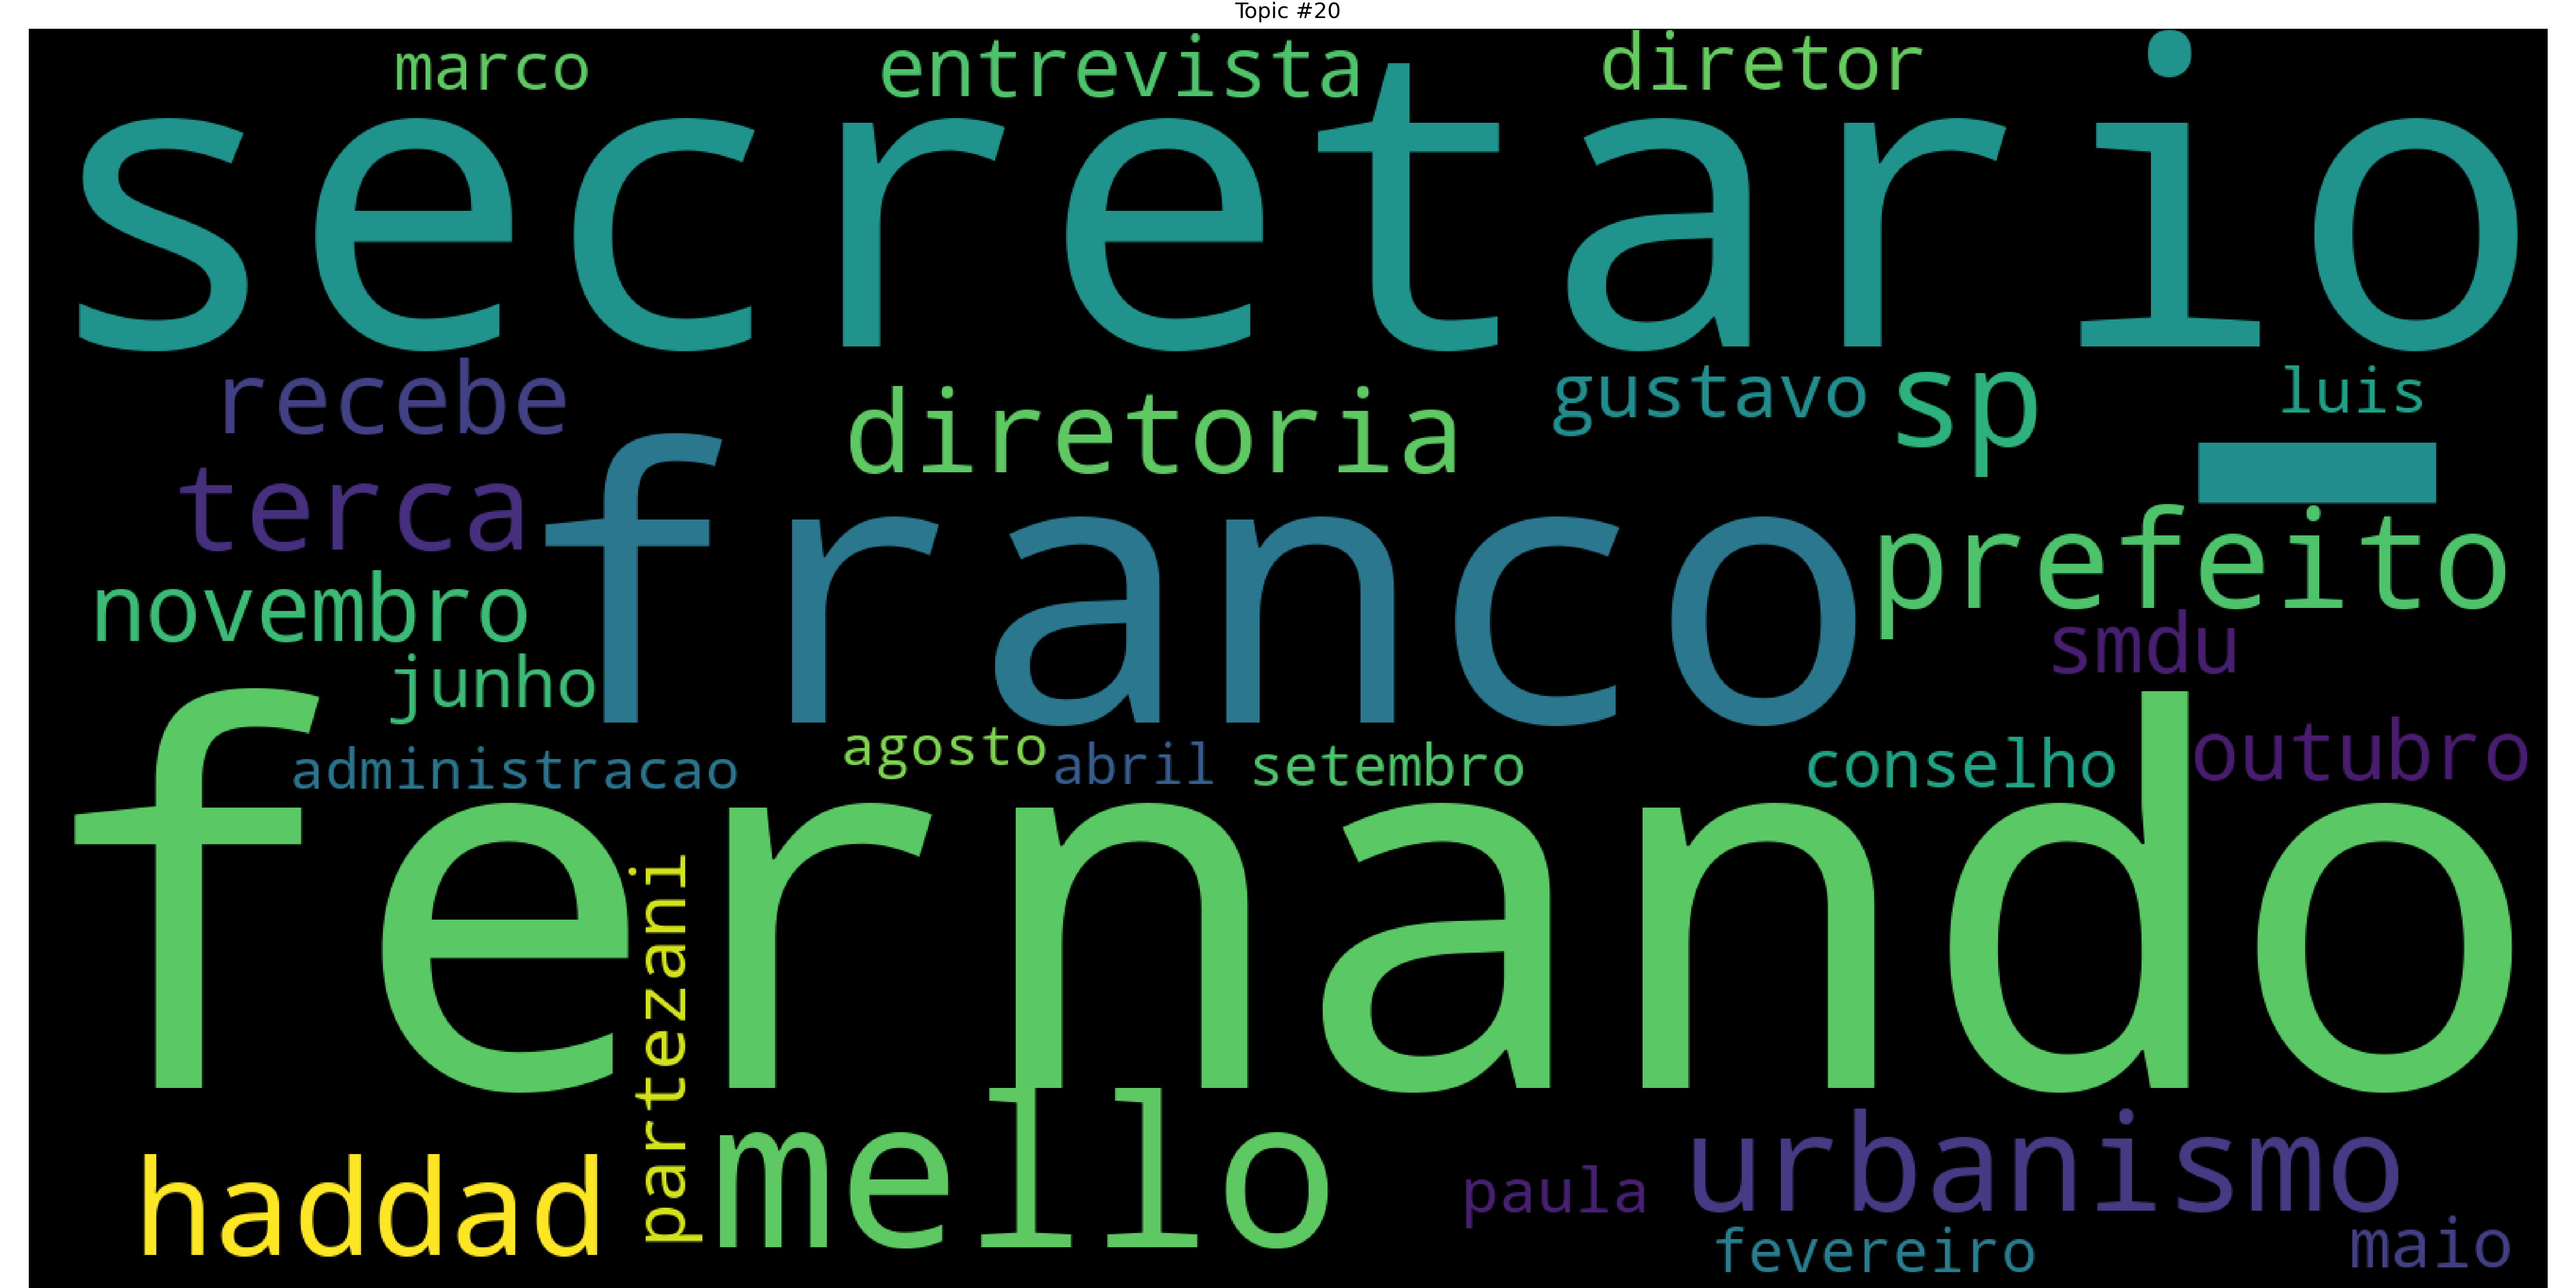 Topic #20
marco
entrevista
diretor
secretario
recebe
diretoria
gustavo
sp
luis
terca
_
franco
prefeito
novembro
smdu
junho
administracao
agosto
abril
setembro
conselho
outubro
fernando
partezani
haddad
mello
paula
urbanismo
fevereiro
maio